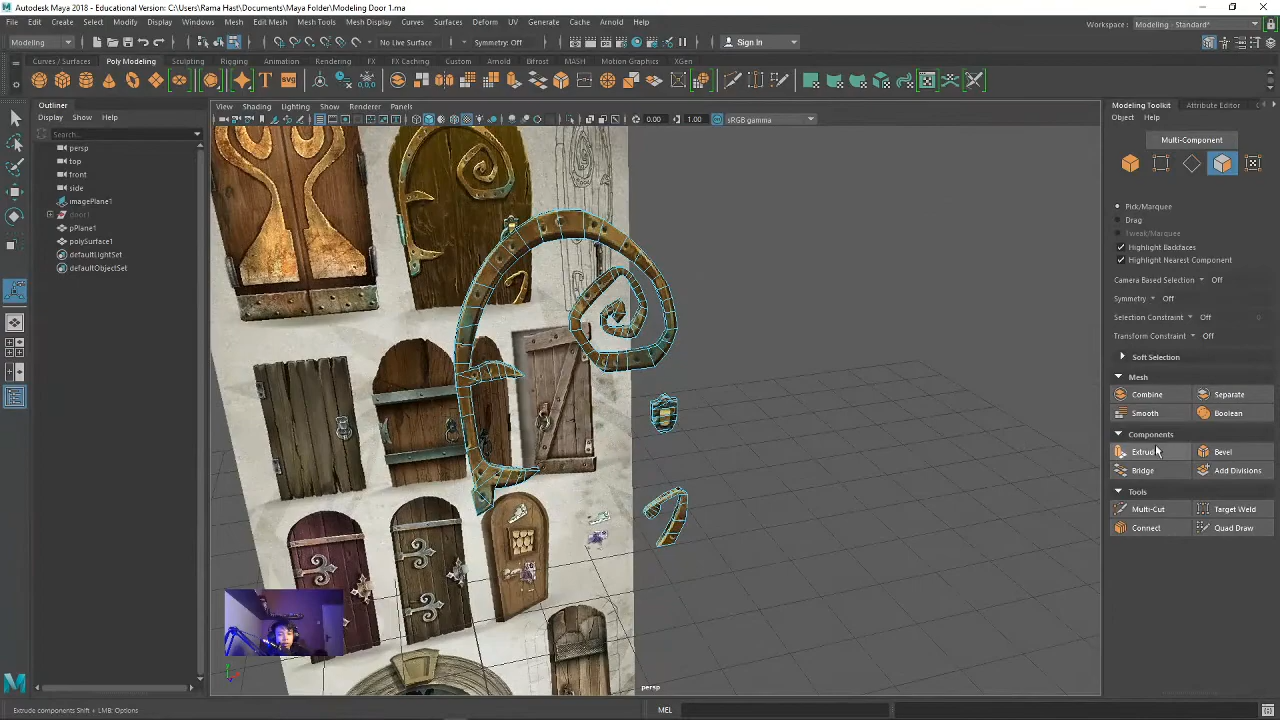 Autodesk Maya 2018 - Educational Version: C:\Users\Rama Hast\Documents\Maya Folder\Modeling Door 1.ma
File Edit Create Select Modify Display Windows Mesh Edit Mesh Mesh Tools Mesh Display Curves Surfaces Deform UV Generate Cache Arnold Help
Workspace : Modeling - Standard*
Modeling No Live Surface Symmetry: Off Sign In
Curves / Surfaces Poly Modeling Sculpting Rigging Animation Rendering FX FX Caching Custom Arnold Bifrost MASH Motion Graphics XGen
Outliner
Display Show Help
Search...
persp
top
front
side
imagePlane1
door1
pPlane1
polySurface1
defaultLightSet
defaultObjectSet
View Shading Lighting Show Renderer Panels
0.00 1.00 sRGB gamma
persp
Modeling Toolkit Attribute Editor
Object Help
Multi-Component
Pick/Marquee
Drag
Tweak/Marquee
Highlight Backfaces
Highlight Nearest Component
Camera Based Selection Off
Symmetry Off
Selection Constraint Off
Transform Constraint Off
Soft Selection
Mesh
Combine Separate
Smooth Boolean
Components
Extrude Bevel
Bridge Add Divisions
Tools
Multi-Cut Target Weld
Connect Quad Draw
Extrude components Shift + LMB: Options
MEL